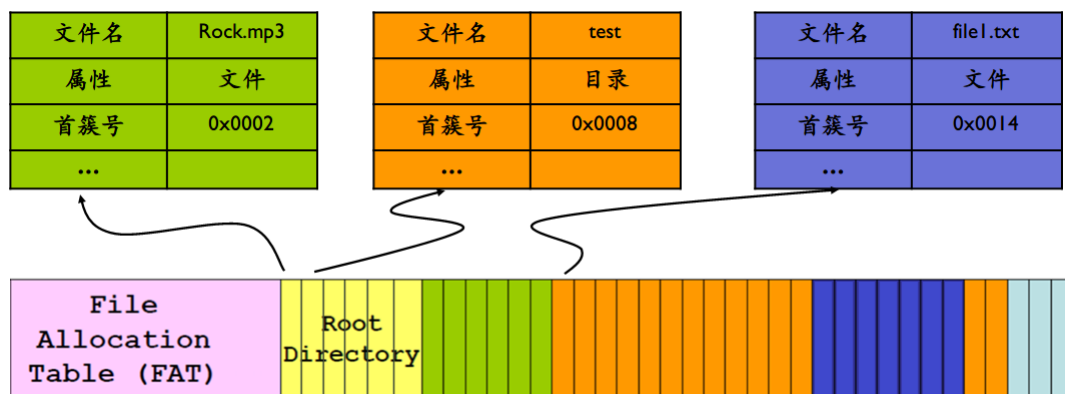 文件名 Rock.mp3
属性 文件
首簇号 0x0002
...
文件名 test
属性 目录
首簇号 0x0008
...
文件名 file1.txt
属性 文件
首簇号 0x0014
...
File
Allocation
Table (FAT)
Root
Directory